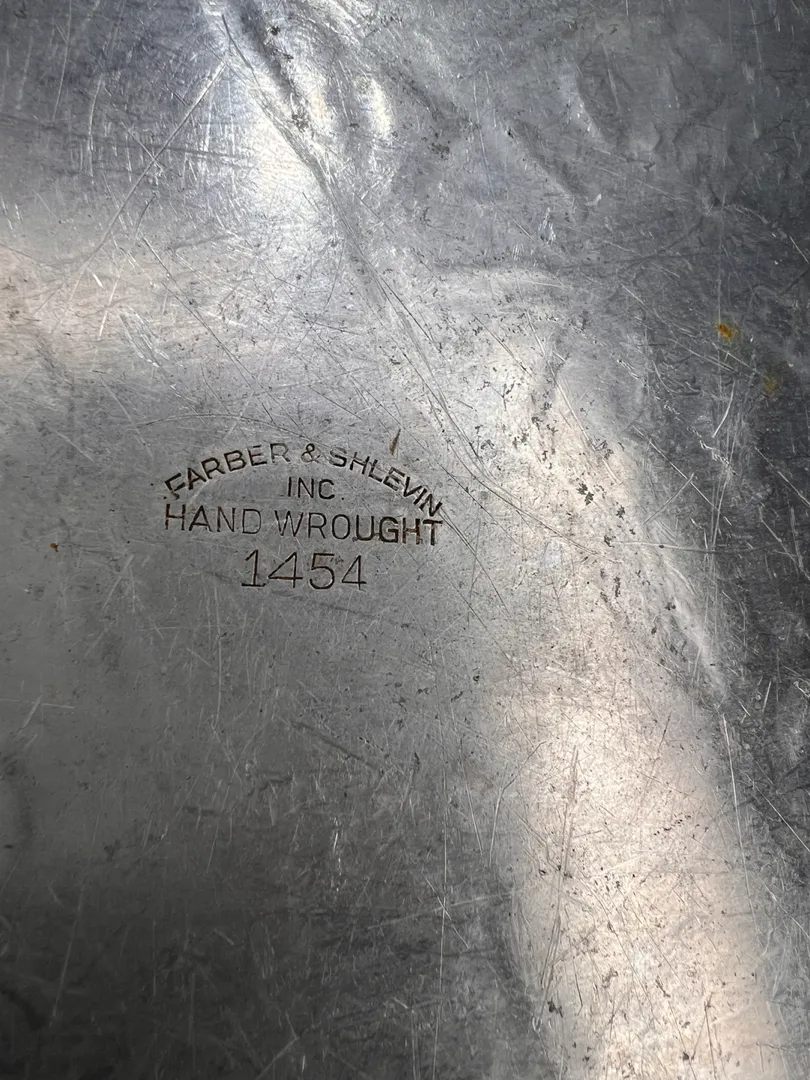 FARBER & SHLEVIN
INC.
HAND WROUGHT
1454